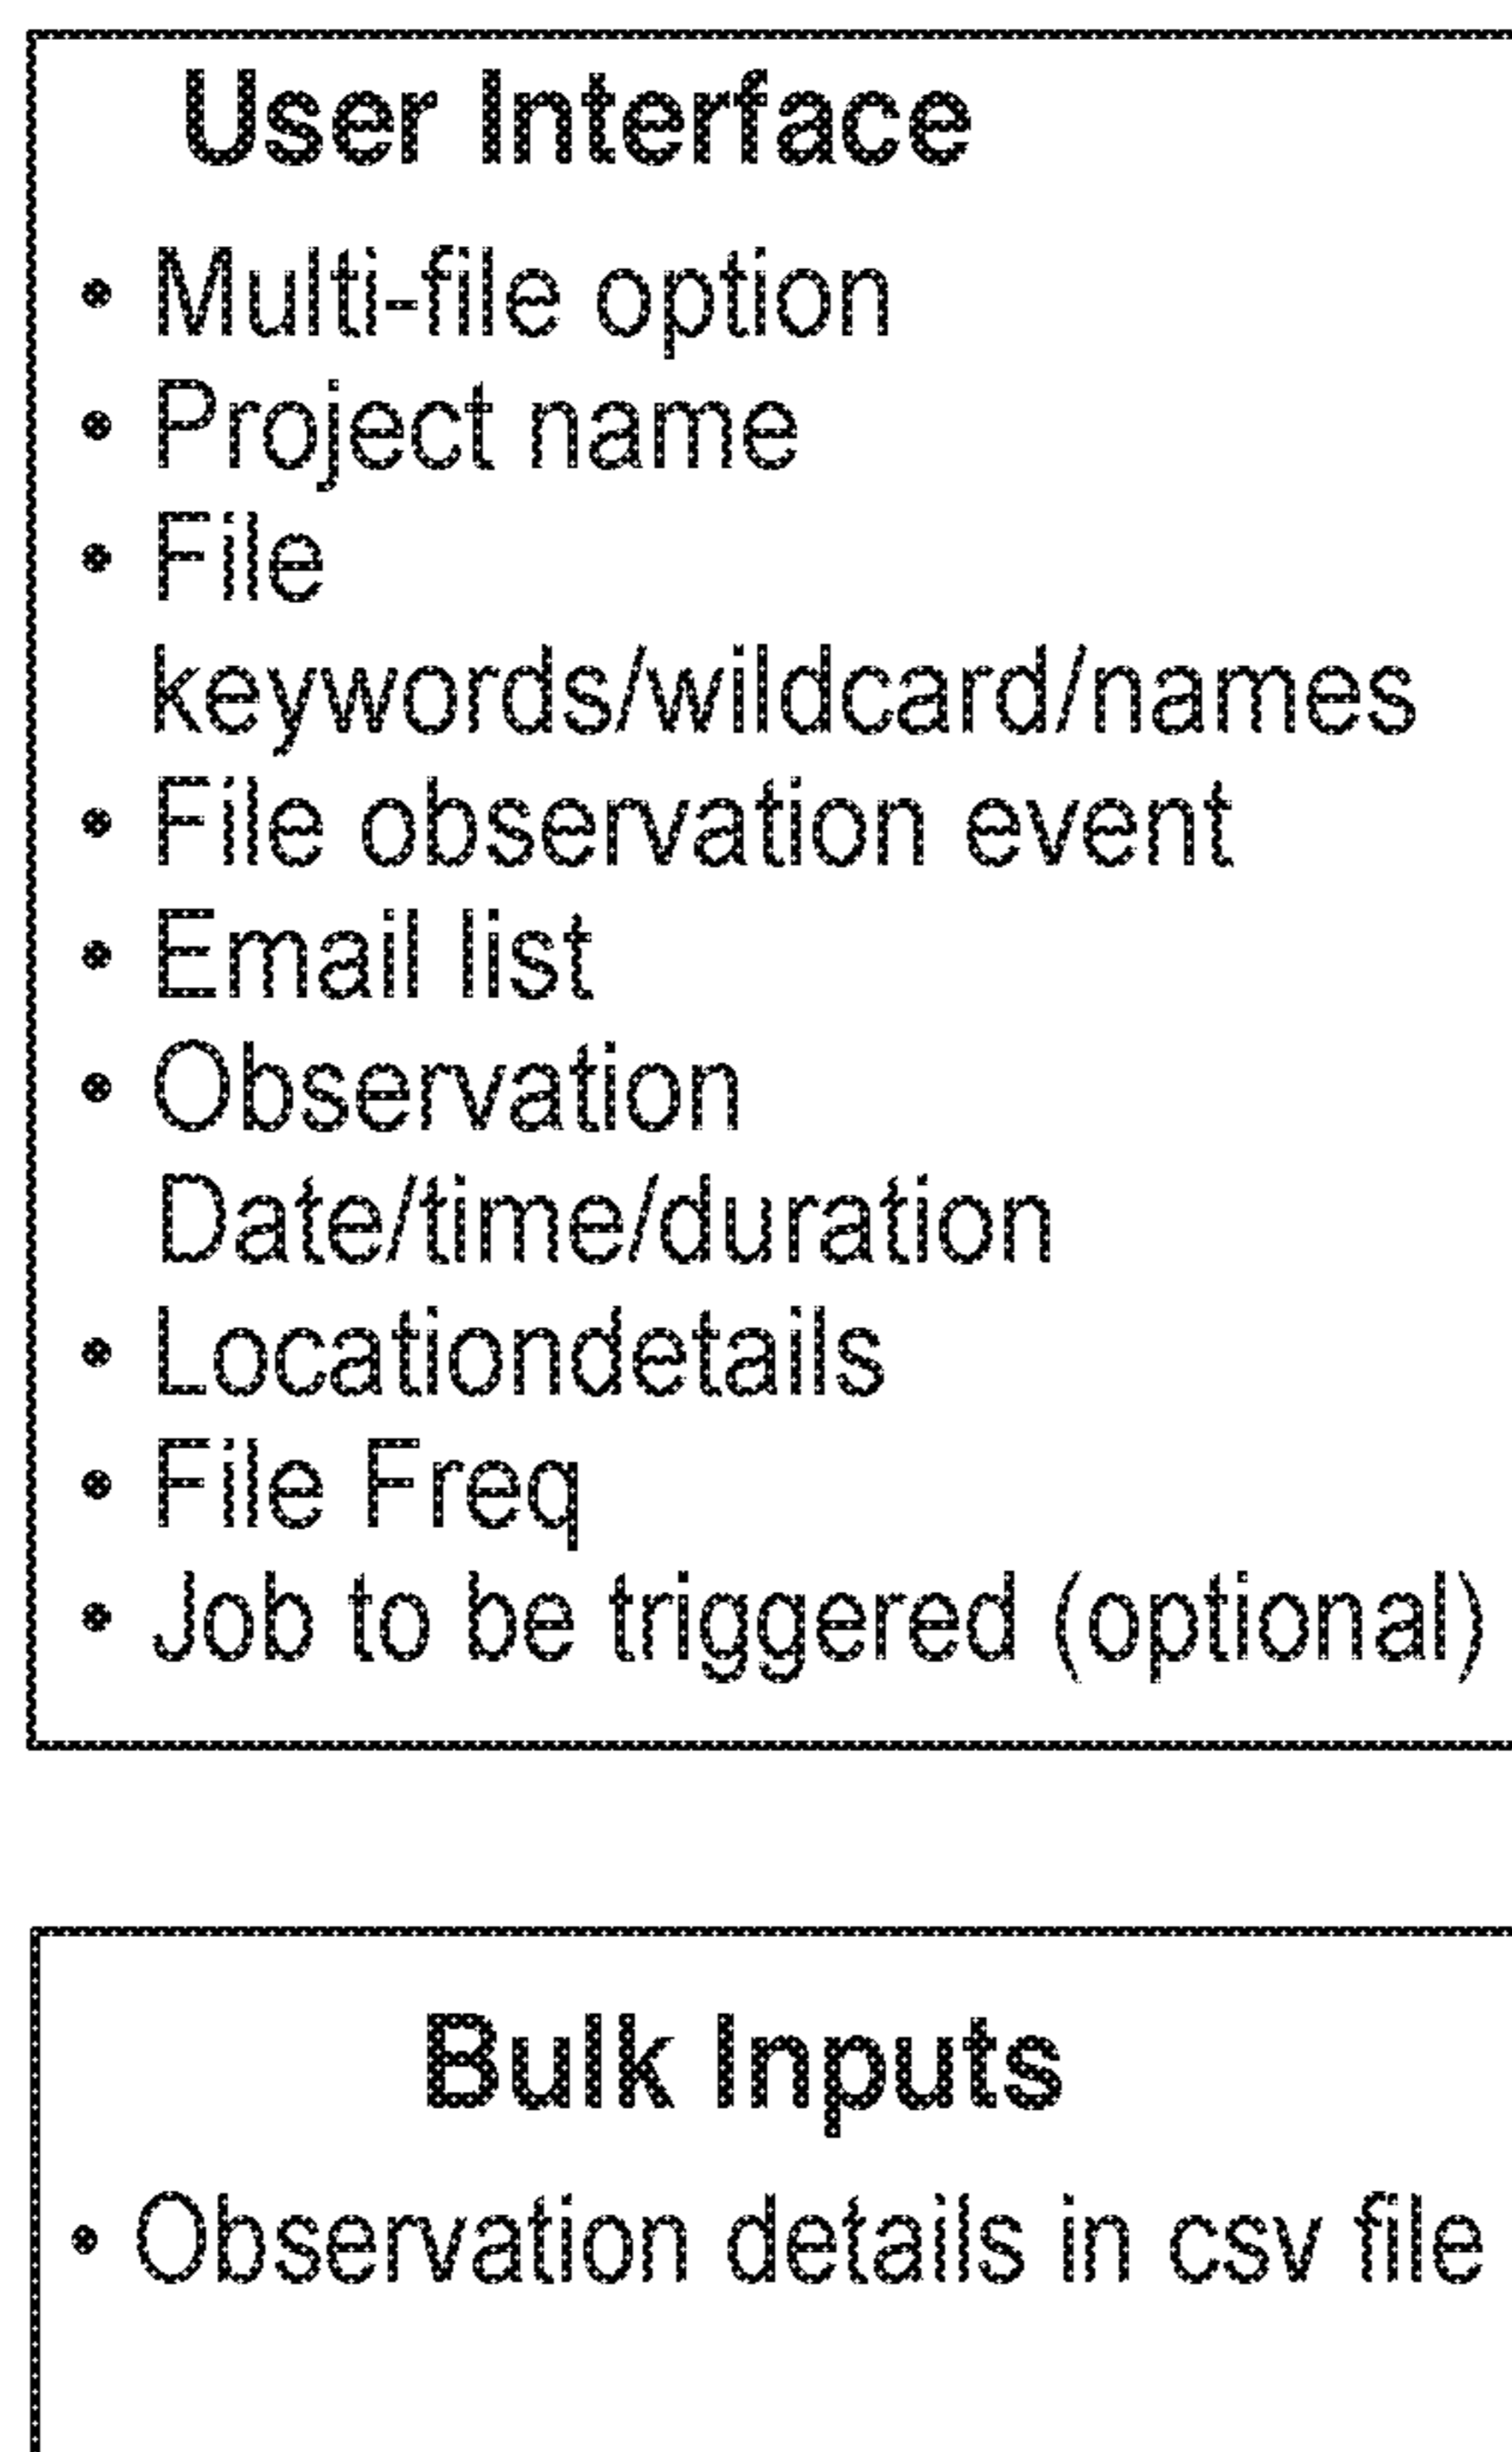 User Interface
• Multi-file option
• Project name
• File
keywords/wildcard/names
• File observation event
• Email list
• Observation
Date/time/duration
• Locationdetails
• File Freq
• Job to be triggered (optional)
Bulk Inputs
• Observation details in csv file